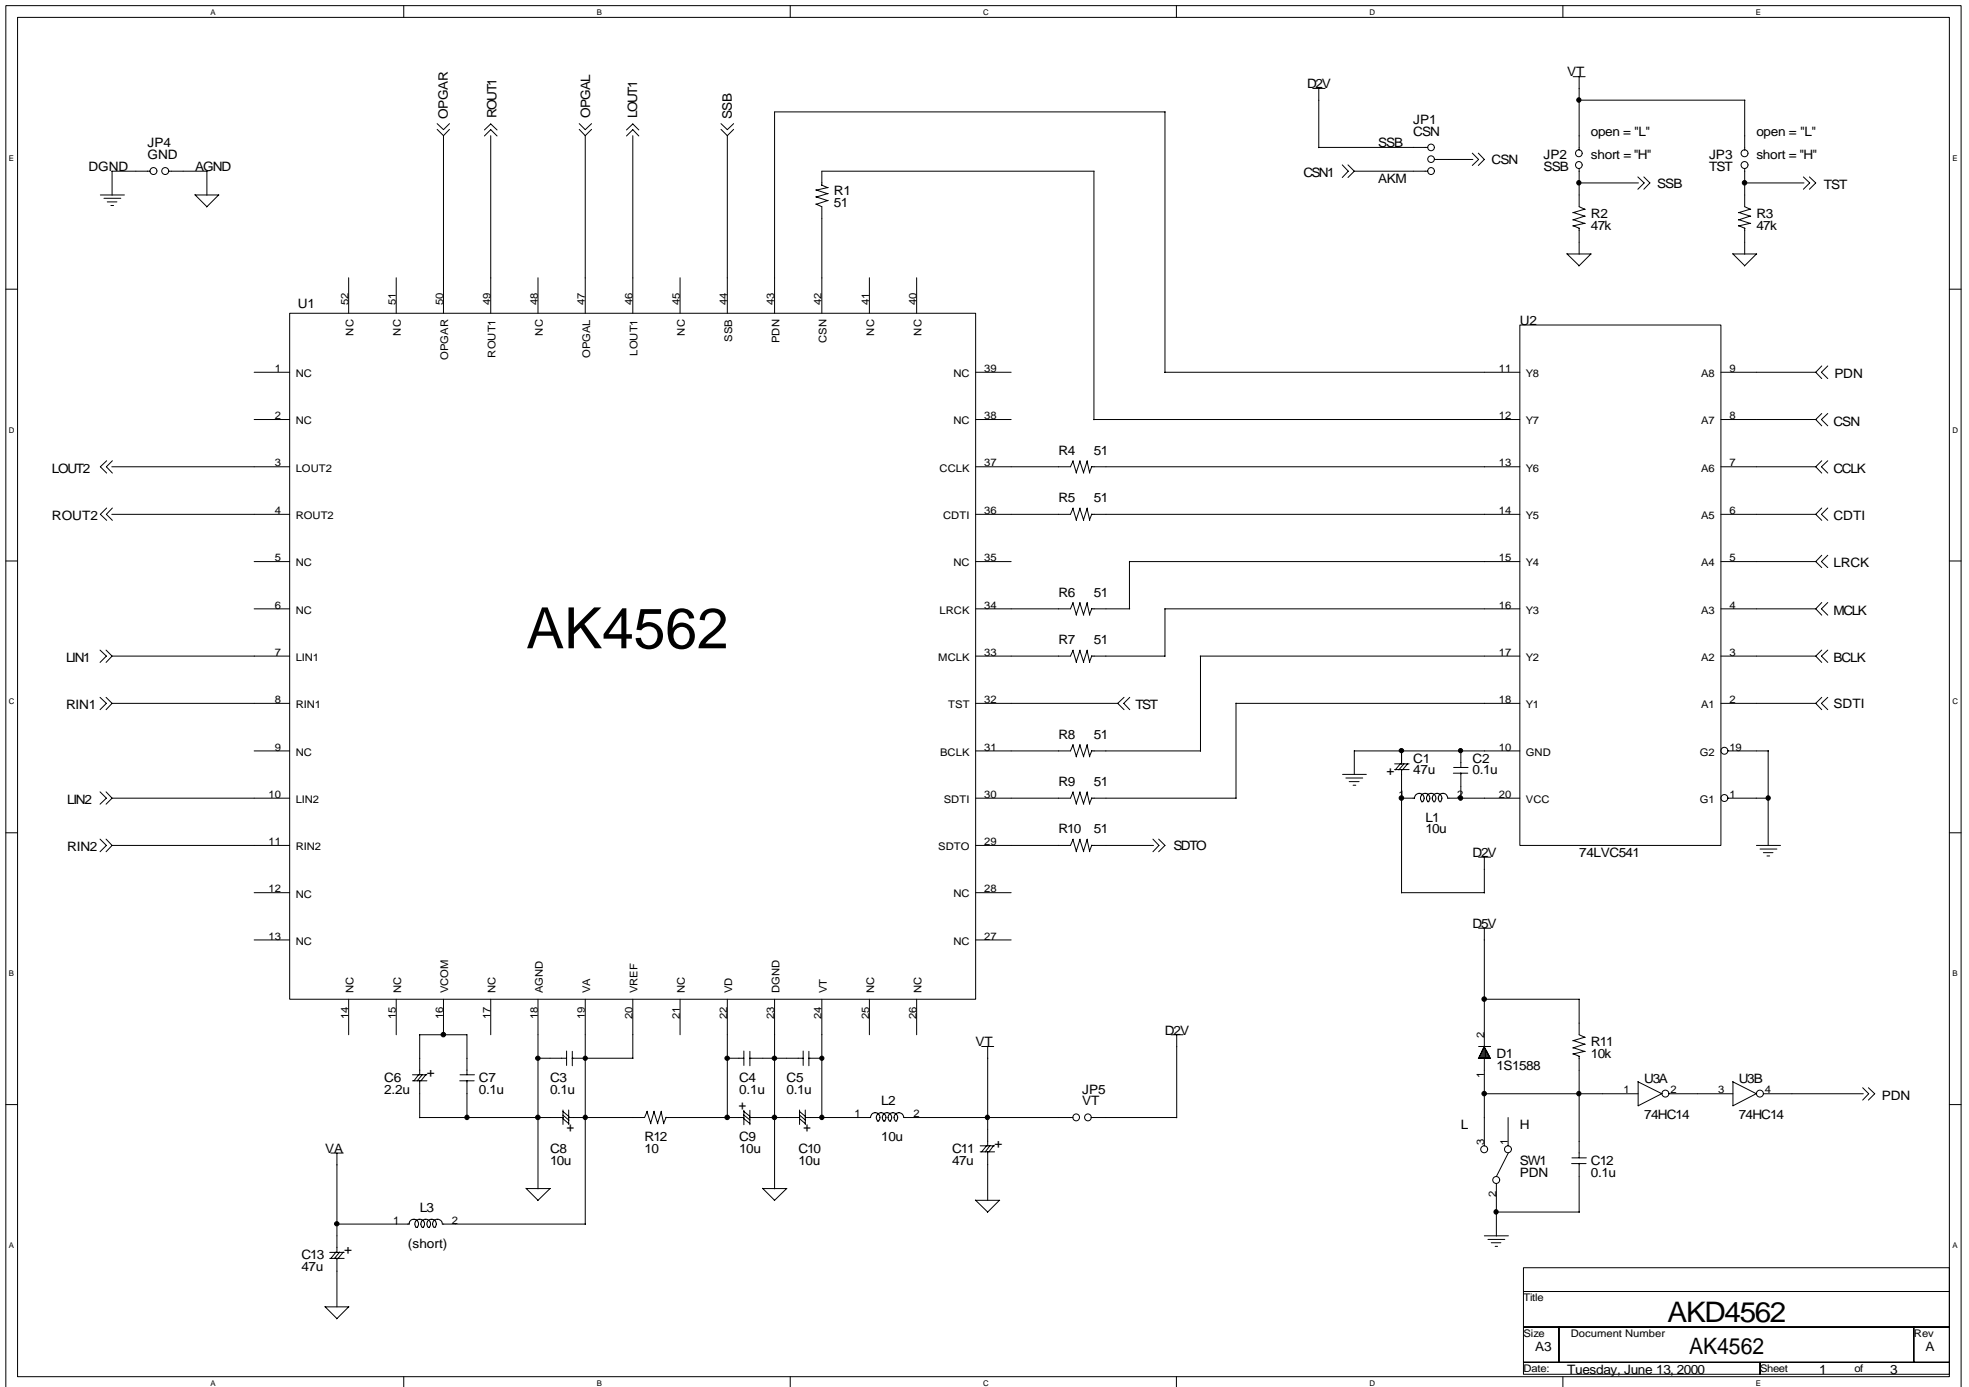 A B C D E
OPGAR
ROUT1
OPGAL
LOUT1
SSB
D2V
VT
JP4
GND
DGND
AGND
JP1
CSN
SSB
CSN
CSN1
AKM
open = "L"
short = "H"
JP2
SSB
SSB
open = "L"
short = "H"
JP3
TST
TST
R1
51
R2
47k
R3
47k
U1
52 51 50 49 48 47 46 45 44 43 42 41 40
NC NC OPGAR ROUT1 NC OPGAL LOUT1 NC SSB PDN CSN NC NC
1 NC
2 NC
LOUT2 3 LOUT2
ROUT2 4 ROUT2
5 NC
6 NC
LIN1 7 LIN1
RIN1 8 RIN1
9 NC
LIN2 10 LIN2
RIN2 11 RIN2
12 NC
13 NC
AK4562
NC 39
NC 38
CCLK 37 R4 51
CDTI 36 R5 51
NC 35
LRCK 34 R6 51
MCLK 33 R7 51
TST 32 TST
BCLK 31 R8 51
SDTI 30 R9 51
SDTO 29 R10 51 SDTO
NC 28
NC 27
NC NC VCOM NC AGND VA VREF NC VD DGND VT NC NC
14 15 16 17 18 19 20 21 22 23 24 25 26
U2
11 Y8 A8 9 PDN
12 Y7 A7 8 CSN
13 Y6 A6 7 CCLK
14 Y5 A5 6 CDTI
15 Y4 A4 5 LRCK
16 Y3 A3 4 MCLK
17 Y2 A2 3 BCLK
18 Y1 A1 2 SDTI
10 GND G2 19
20 VCC G1 1
74LVC541
+ C1
47u
C2
0.1u
1 2
L1
10u
D2V
C6
2.2u
+
C7
0.1u
C3
0.1u
C8
10u
+
R12
10
C4
0.1u
C5
0.1u
+
C9
10u
C10
10u
+
1 L2 2
10u
VT
C11
47u
+
JP5
VT
D2V
VA
C13
47u
+
1 L3 2
(short)
D5V
2
D1
1S1588
1
R11
10k
1 U3A 2
74HC14
3 U3B 4
74HC14
PDN
L H
3 1
SW1
PDN
2
C12
0.1u
Title
AKD4562
Size
A3
Document Number
AK4562
Rev
A
Date: Tuesday, June 13, 2000 Sheet 1 of 3
E D C B A
E D C B A
A B C D E